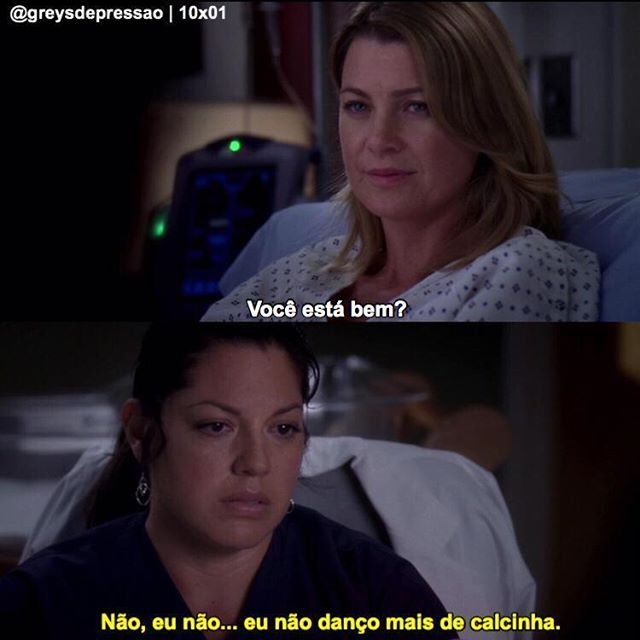 @greysdepressao | 10x01
Você está bem?
Não, eu não... eu não danço mais de calcinha.